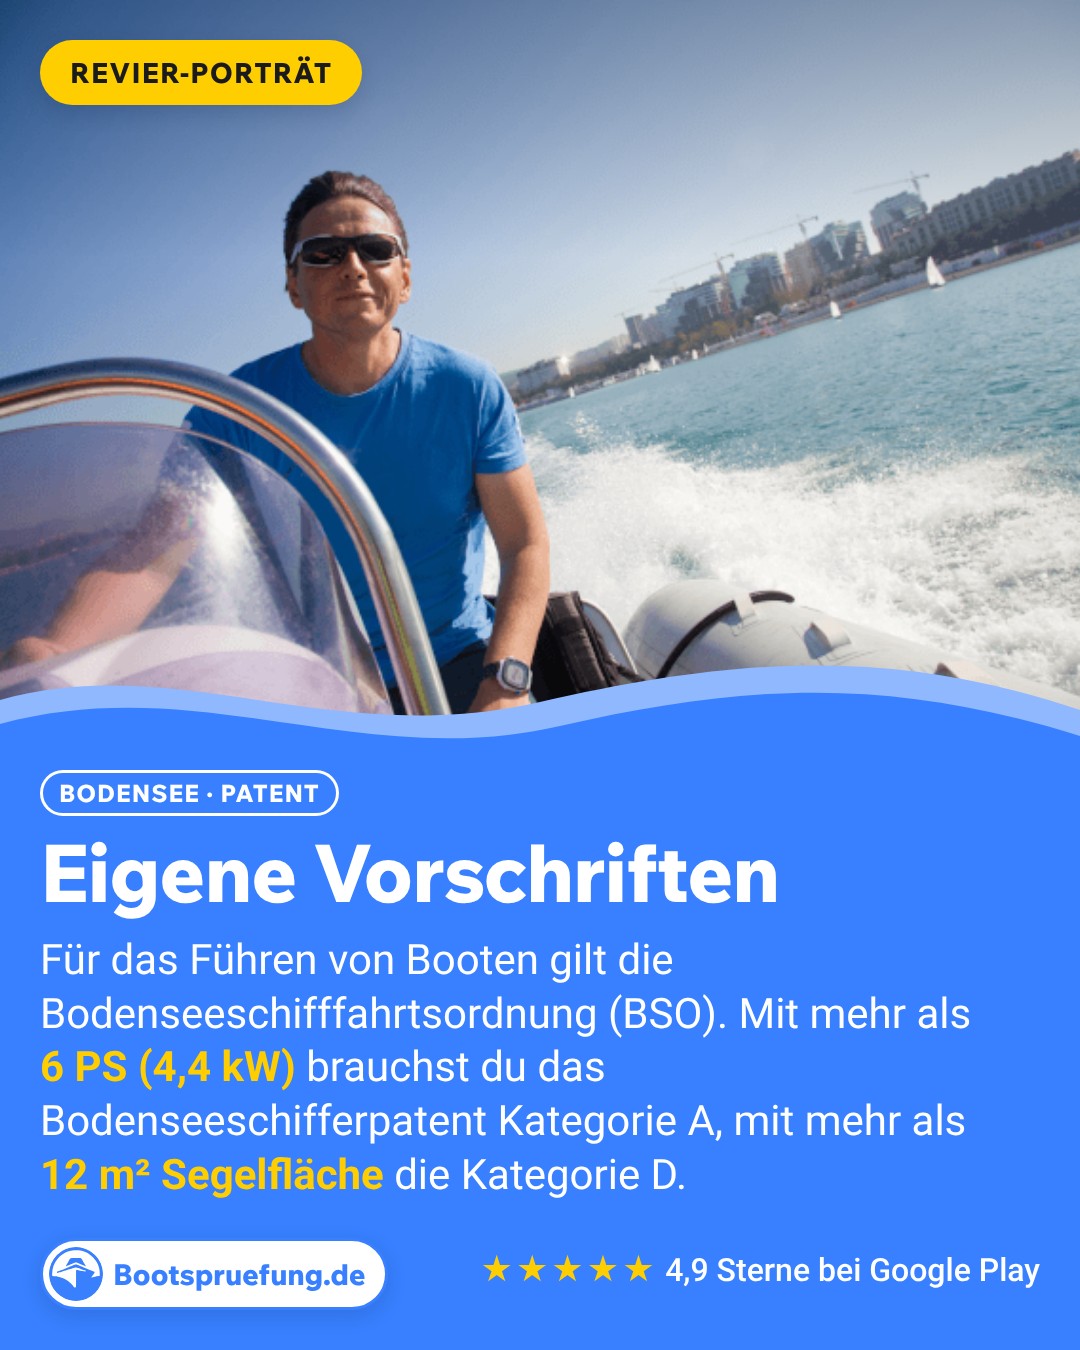 REVIER-PORTRÄT
BODENSEE · PATENT
Eigene Vorschriften
Für das Führen von Booten gilt die
Bodenseeschifffahrtsordnung (BSO). Mit mehr als
6 PS (4,4 kW) brauchst du das
Bodenseeschifferpatent Kategorie A, mit mehr als
12 m² Segelfläche die Kategorie D.
Bootspruefung.de
★★★★★ 4,9 Sterne bei Google Play